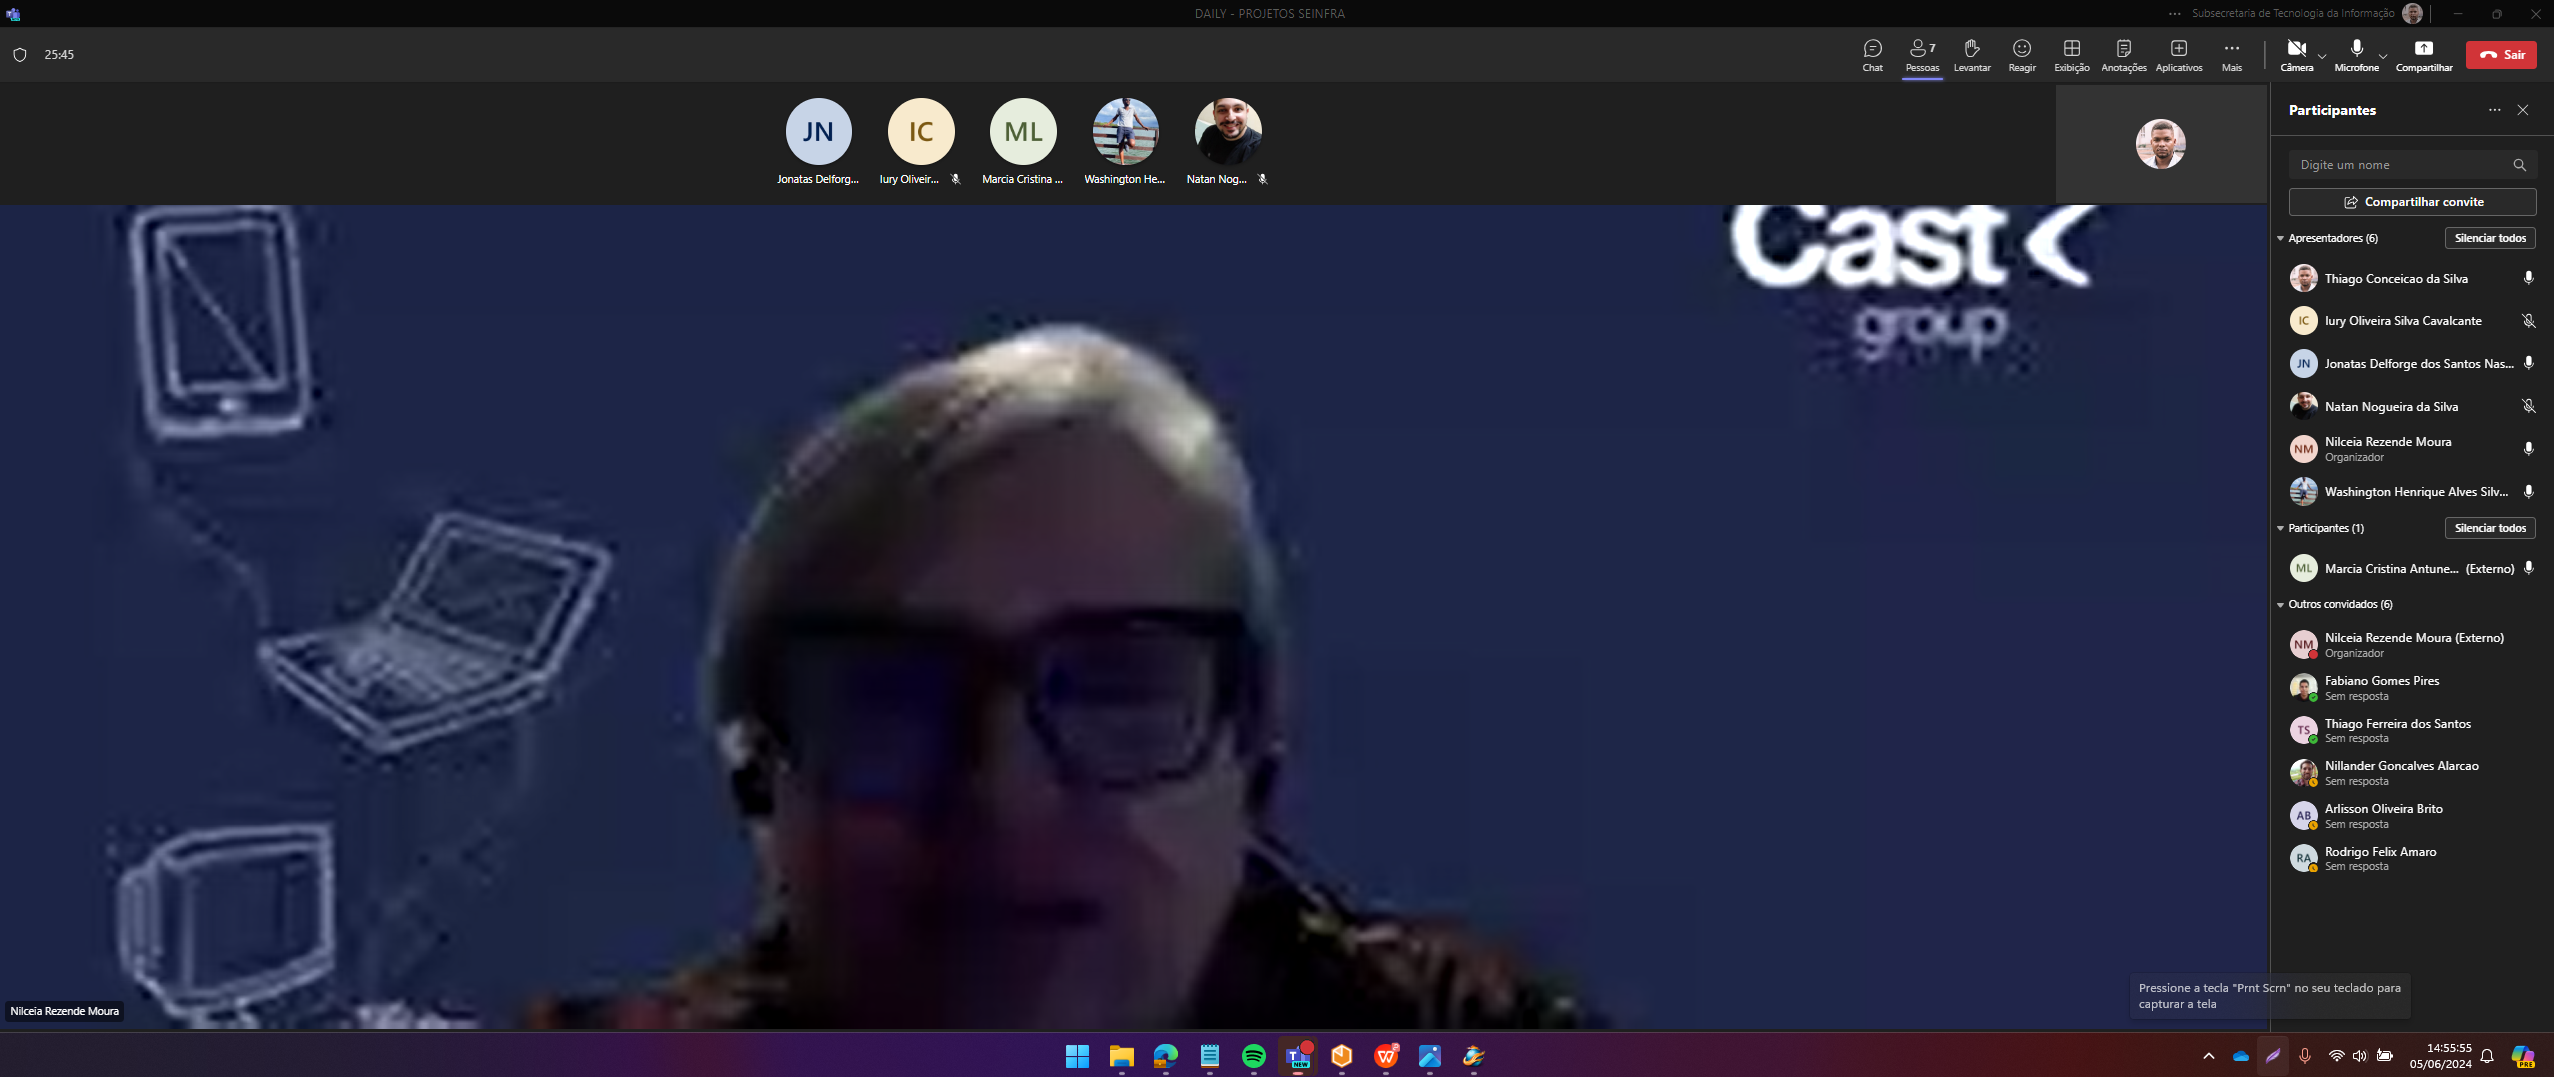 DAILY - PROJETOS SEINFRA
Subsecretaria de Tecnologia da Informação
25:45
7
Chat
Pessoas
Levantar
Reagir
Exibição
Anotações
Aplicativos
Mais
Câmera
Microfone
Compartilhar
Sair
JN
IC
ML
Jonatas Delforg...
Iury Oliveir...
Marcia Cristina ...
Washington He...
Natan Nog...
Cast
group
Nilceia Rezende Moura
Participantes
Digite um nome
Compartilhar convite
Apresentadores (6)
Silenciar todos
Thiago Conceicao da Silva
IC
Iury Oliveira Silva Cavalcante
JN
Jonatas Delforge dos Santos Nas...
Natan Nogueira da Silva
NM
Nilceia Rezende Moura
Organizador
Washington Henrique Alves Silv...
Participantes (1)
Silenciar todos
ML
Marcia Cristina Antune... (Externo)
Outros convidados (6)
NM
Nilceia Rezende Moura (Externo)
Organizador
Fabiano Gomes Pires
Sem resposta
TS
Thiago Ferreira dos Santos
Sem resposta
Nillander Goncalves Alarcao
Sem resposta
AB
Arlisson Oliveira Brito
Sem resposta
RA
Rodrigo Felix Amaro
Sem resposta
Pressione a tecla "Prnt Scrn" no seu teclado para
capturar a tela
NEW
14:55:55
05/06/2024
PRE